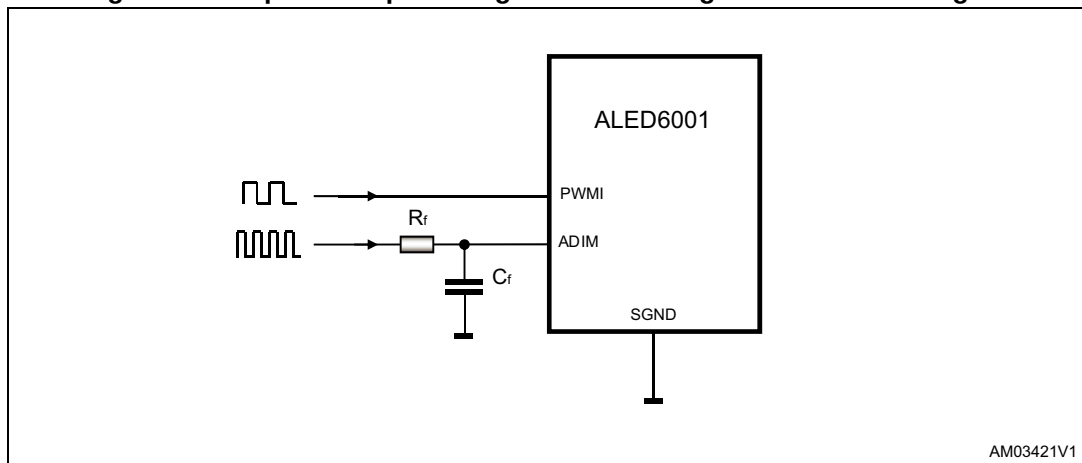 ALED6001
PWMI
Rf
ADIM
Cf
SGND
AM03421V1